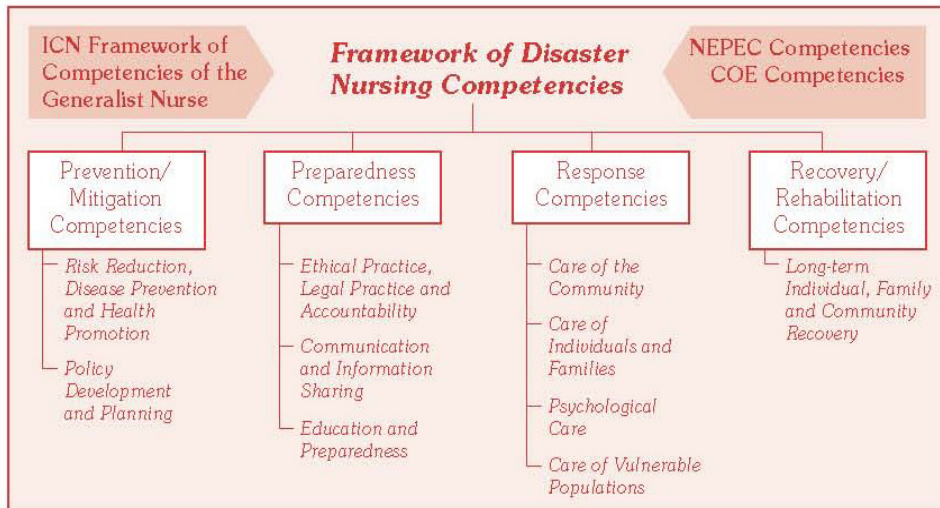 ICN Framework of
Competencies of the
Generalist Nurse
Framework of Disaster
Nursing Competencies
NEPEC Competencies
COE Competencies
Prevention/
Mitigation
Competencies
Risk Reduction,
Disease Prevention
and Health
Promotion
Policy
Development
and Planning
Preparedness
Competencies
Ethical Practice,
Legal Practice and
Accountability
Communication
and Information
Sharing
Education and
Preparedness
Response
Competencies
Care of the
Community
Care of
Individuals and
Families
Psychological
Care
Care of Vulnerable
Populations
Recovery/
Rehabilitation
Competencies
Long-term
Individual, Family
and Community
Recovery